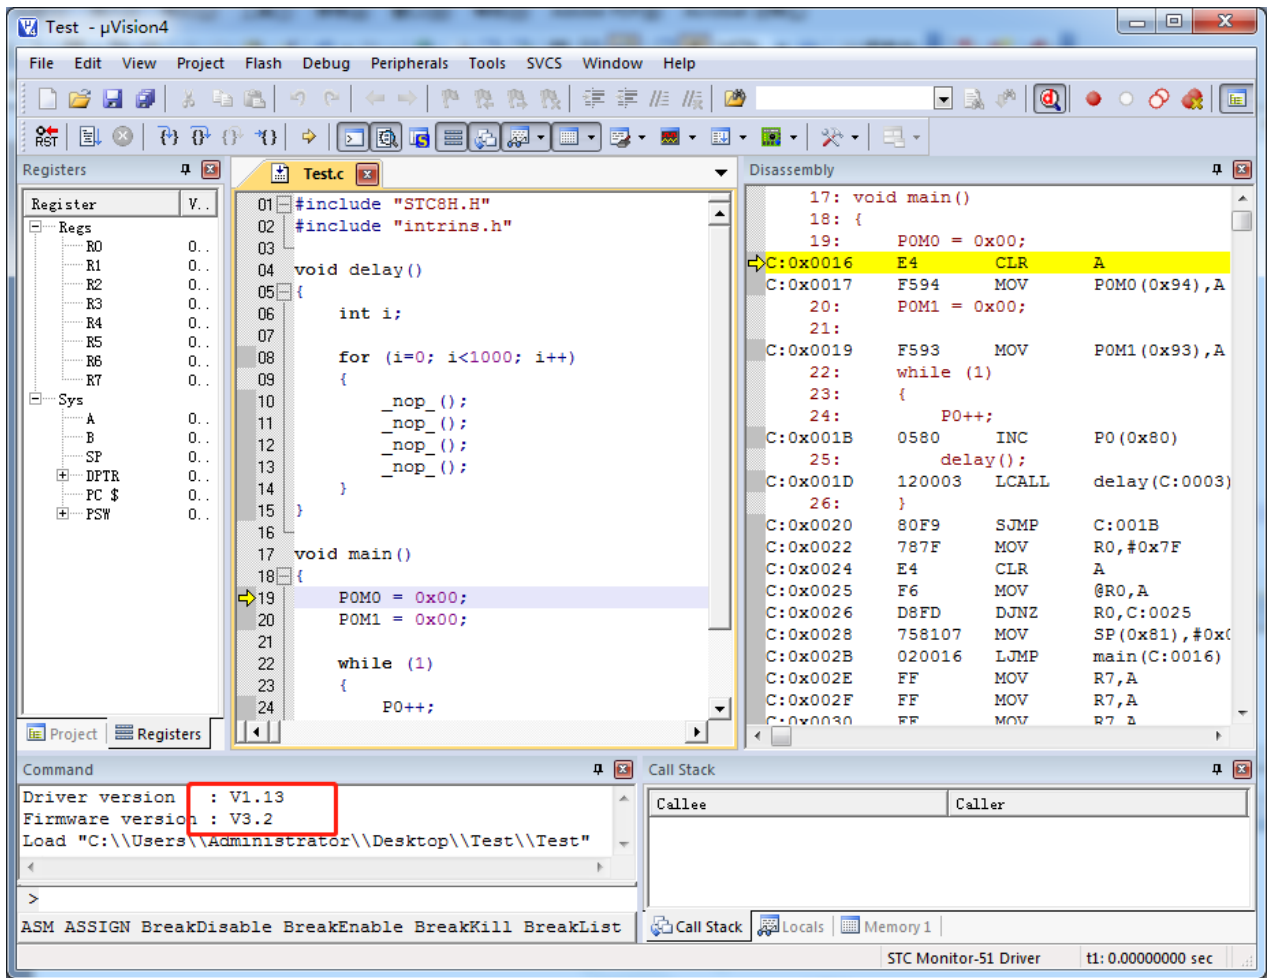 Test - µVision4
File Edit View Project Flash Debug Peripherals Tools SVCS Window Help
RST
Registers
Register V..
Regs
R0 0..
R1 0..
R2 0..
R3 0..
R4 0..
R5 0..
R6 0..
R7 0..
Sys
A 0..
B 0..
SP 0..
DPTR 0..
PC $ 0..
PSW 0..
Project Registers
Test.c
01 #include "STC8H.H"
02 #include "intrins.h"
03
04 void delay()
05 {
06 int i;
07
08 for (i=0; i<1000; i++)
09 {
10 _nop_();
11 _nop_();
12 _nop_();
13 _nop_();
14 }
15 }
16
17 void main()
18 {
19 P0M0 = 0x00;
20 P0M1 = 0x00;
21
22 while (1)
23 {
24 P0++;
Disassembly
17: void main()
18: {
19: P0M0 = 0x00;
C:0x0016 E4 CLR A
C:0x0017 F594 MOV P0M0(0x94),A
20: P0M1 = 0x00;
21:
C:0x0019 F593 MOV P0M1(0x93),A
22: while (1)
23: {
24: P0++;
C:0x001B 0580 INC P0(0x80)
25: delay();
C:0x001D 120003 LCALL delay(C:0003)
26: }
C:0x0020 80F9 SJMP C:001B
C:0x0022 787F MOV R0,#0x7F
C:0x0024 E4 CLR A
C:0x0025 F6 MOV @R0,A
C:0x0026 D8FD DJNZ R0,C:0025
C:0x0028 758107 MOV SP(0x81),#0x0
C:0x002B 020016 LJMP main(C:0016)
C:0x002E FF MOV R7,A
C:0x002F FF MOV R7,A
C:0x0030 FF MOV R7,A
Command
Driver version : V1.13
Firmware version : V3.2
Load "C:\\Users\\Administrator\\Desktop\\Test\\Test"
>
ASM ASSIGN BreakDisable BreakEnable BreakKill BreakList
Call Stack
Callee Caller
Call Stack Locals Memory 1
STC Monitor-51 Driver t1: 0.00000000 sec